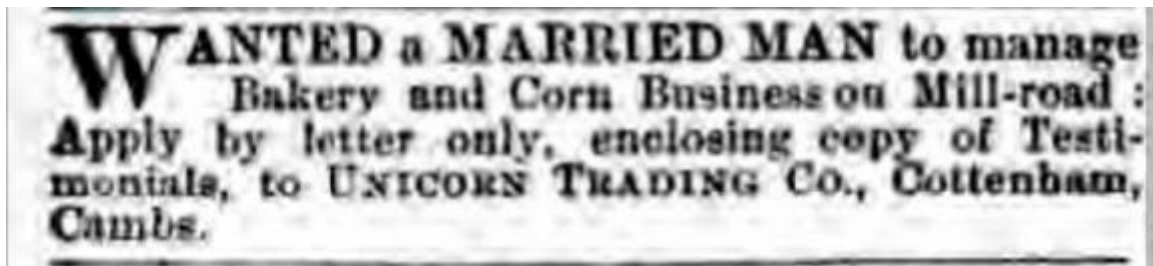 WANTED a MARRIED MAN to manage
Bakery and Corn Business on Mill-road :
Apply by letter only, enclosing copy of Testi-
monials, to UNICORN TRADING CO., Cottenham,
Cambs.